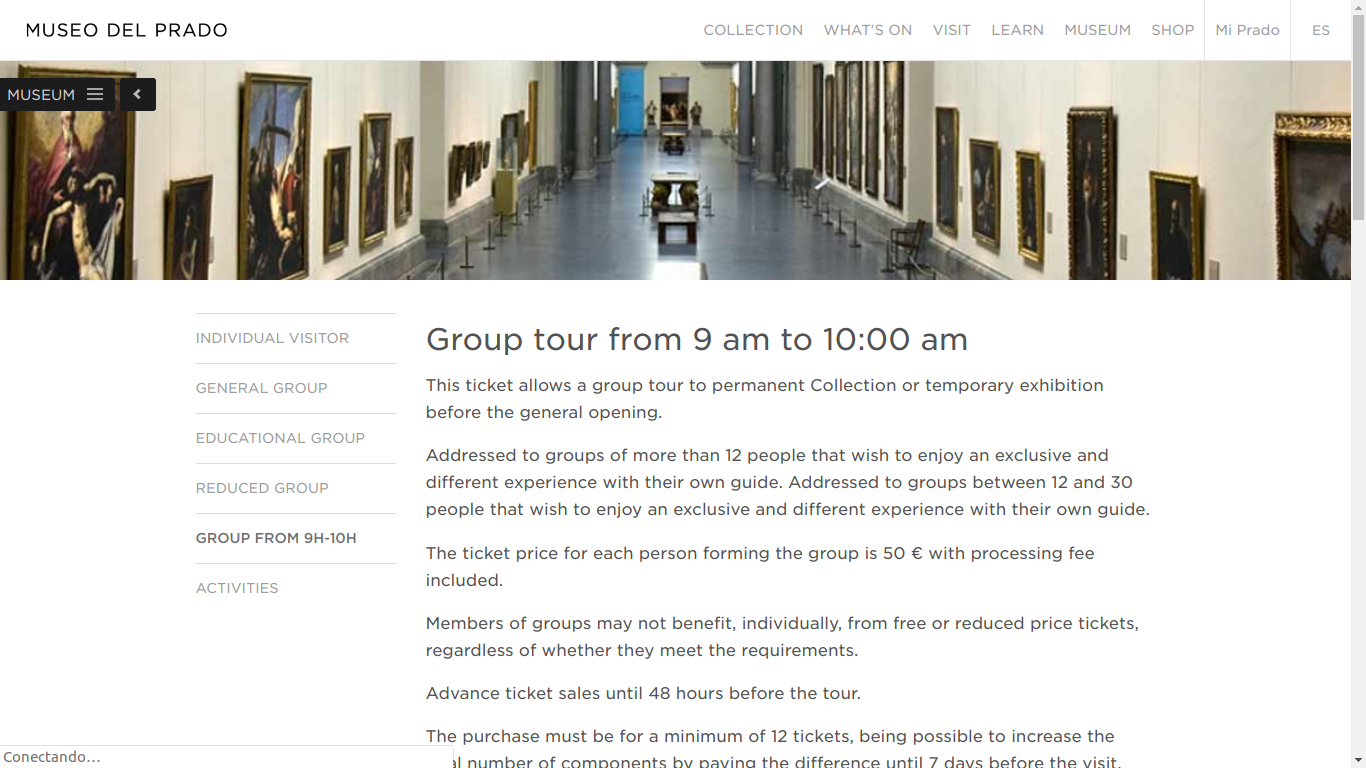 MUSEO DEL PRADO
COLLECTION WHAT'S ON VISIT LEARN MUSEUM SHOP Mi Prado ES
MUSEUM
INDIVIDUAL VISITOR
GENERAL GROUP
EDUCATIONAL GROUP
REDUCED GROUP
GROUP FROM 9H-10H
ACTIVITIES
Group tour from 9 am to 10:00 am
This ticket allows a group tour to permanent Collection or temporary exhibition
before the general opening.
Addressed to groups of more than 12 people that wish to enjoy an exclusive and
different experience with their own guide. Addressed to groups between 12 and 30
people that wish to enjoy an exclusive and different experience with their own guide.
The ticket price for each person forming the group is 50 € with processing fee
included.
Members of groups may not benefit, individually, from free or reduced price tickets,
regardless of whether they meet the requirements.
Advance ticket sales until 48 hours before the tour.
The purchase must be for a minimum of 12 tickets, being possible to increase the
number of components by paying the difference until 7 days before the visit.
Conectando...